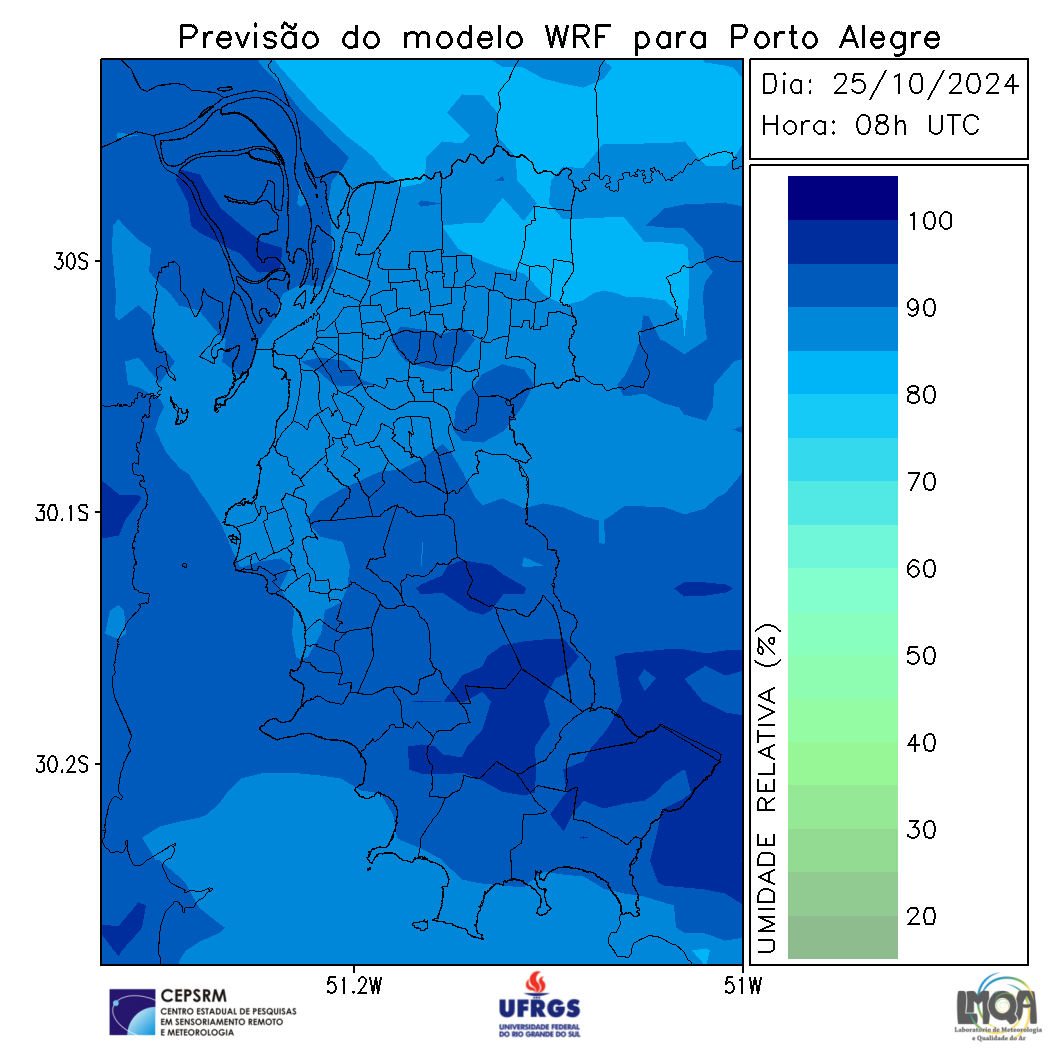 Previsão do modelo WRF para Porto Alegre
Dia: 25/10/2024
Hora: 08h UTC
30S
30.1S
30.2S
51.2W
51W
100
90
80
70
60
50
40
30
20
UMIDADE RELATIVA (%)
CEPSRM
CENTRO ESTADUAL DE PESQUISAS
EM SENSORIAMENTO REMOTO
E METEOROLOGIA
UFRGS
UNIVERSIDADE FEDERAL
DO RIO GRANDE DO SUL
LMQA
Laboratório de Meteorologia
e Qualidade do Ar